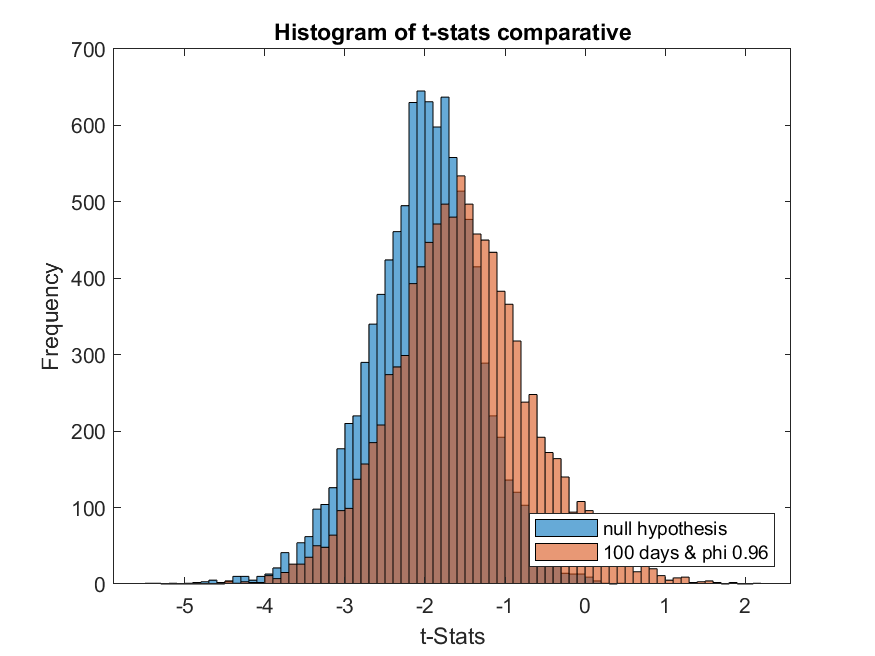 Histogram of t-stats comparative
700
600
500
400
300
200
100
0
Frequency
null hypothesis
100 days & phi 0.96
-5 -4 -3 -2 -1 0 1 2
t-Stats